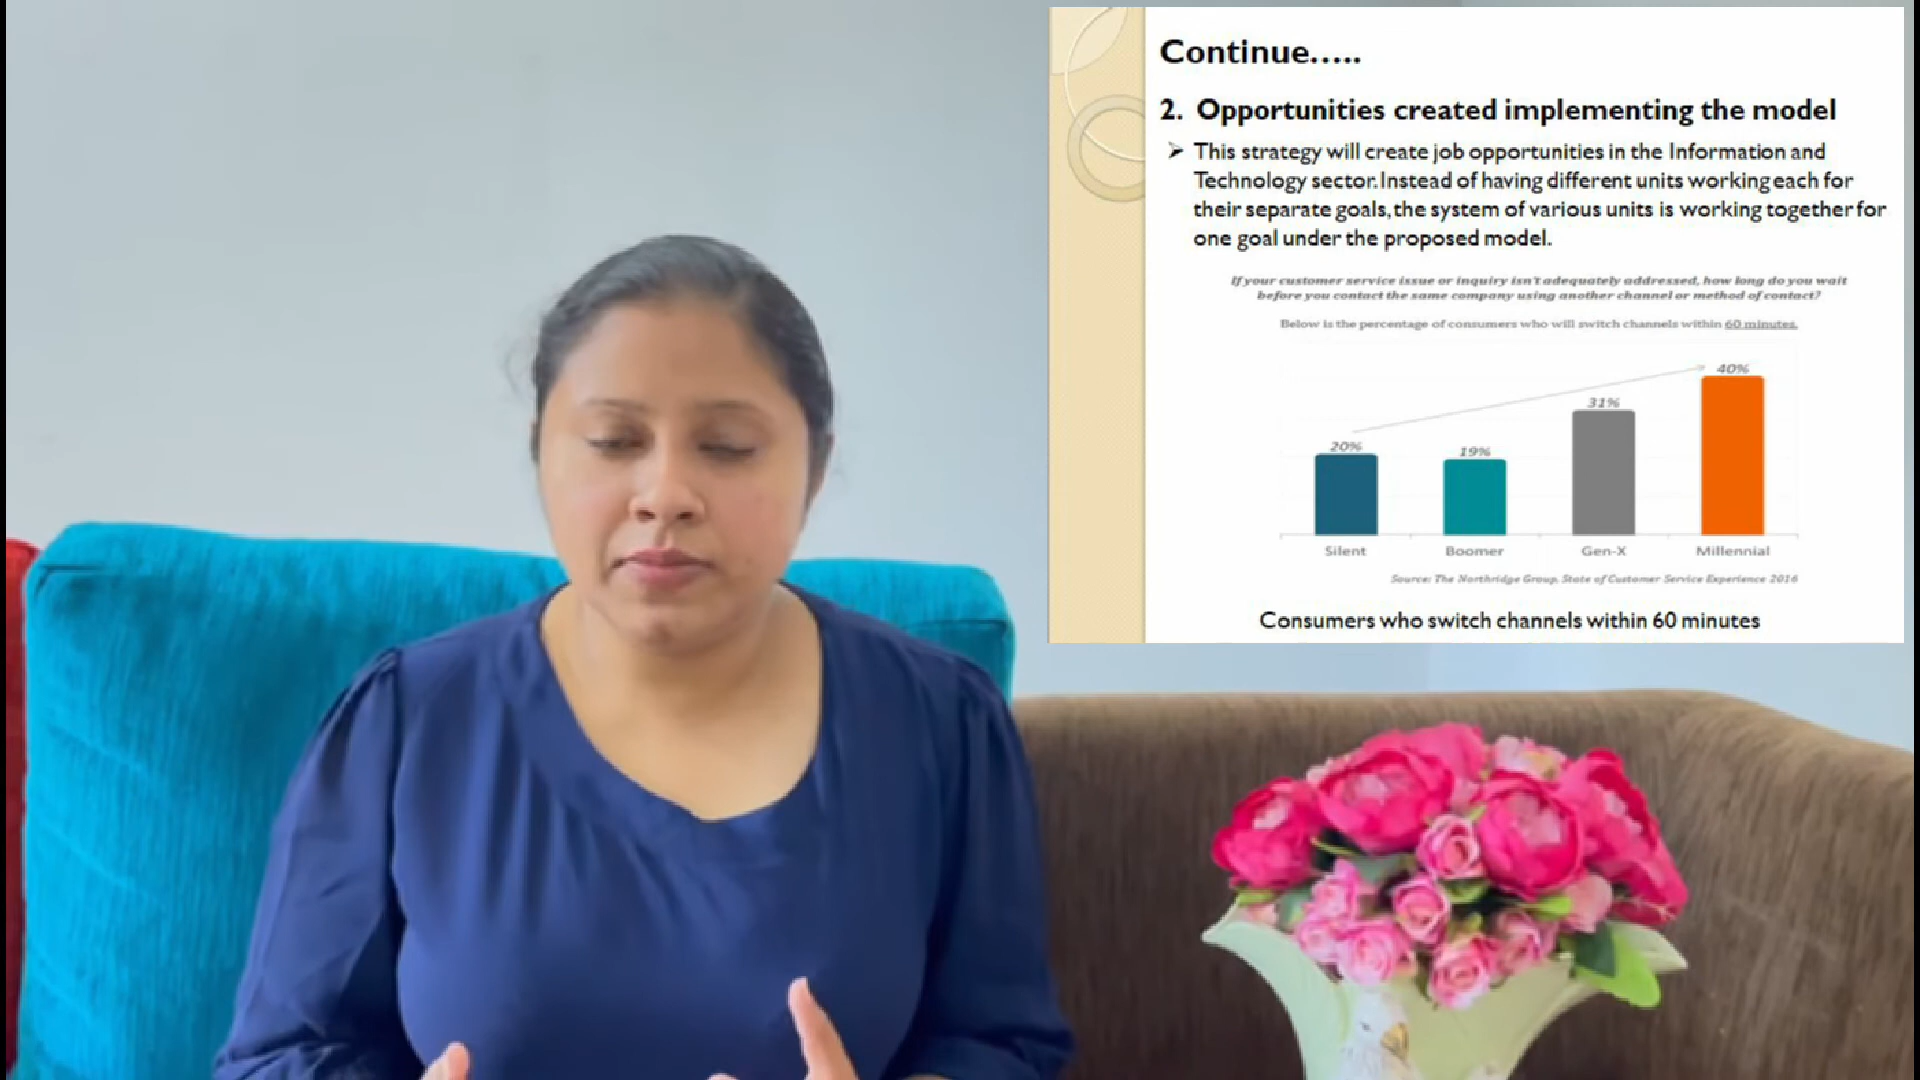 Continue.....
2. Opportunities created implementing the model
This strategy will create job opportunities in the Information and
Technology sector. Instead of having different units working each for
their separate goals, the system of various units is working together for
one goal under the proposed model.
If your customer service issue or inquiry isn't adequately addressed, how long do you wait
before you contact the same company using another channel or method of contact?
Below is the percentage of consumers who will switch channels within 60 minutes.
40%
31%
20%
19%
Silent Boomer Gen-X Millennial
Source: The Northridge Group, State of Customer Service Experience 2016
Consumers who switch channels within 60 minutes